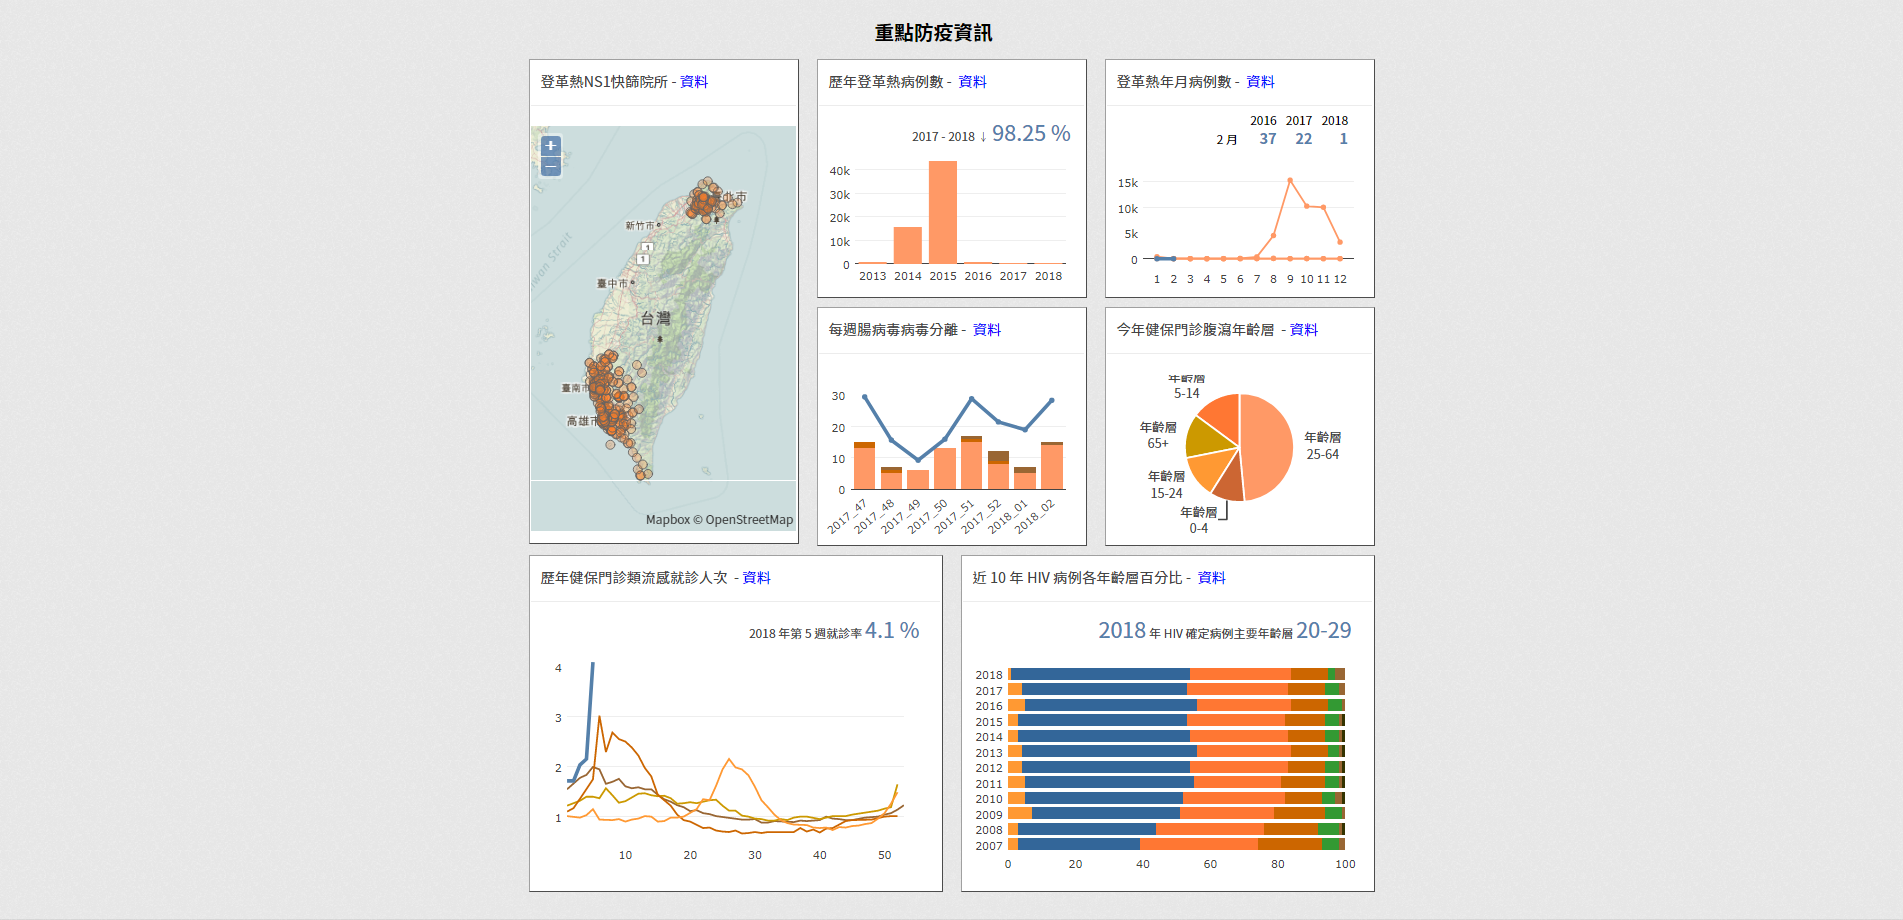 重點防疫資訊
登革熱NS1快篩院所 - 資料
+
−
臺北市
新竹市
1
1
臺中市
台灣
臺南市
高雄市
Mapbox © OpenStreetMap
歷年登革熱病例數 - 資料
2017 - 2018 ↓ 98.25 %
40k
30k
20k
10k
0
2013 2014 2015 2016 2017 2018
登革熱年月病例數 - 資料
2016 2017 2018
2 月 37 22 1
15k
10k
5k
0
1 2 3 4 5 6 7 8 9 10 11 12
每週腸病毒病毒分離 - 資料
30
20
10
0
2017_47 2017_48 2017_49 2017_50 2017_51 2017_52 2018_01 2018_02
今年健保門診腹瀉年齡層 - 資料
年齡層
5-14
年齡層
65+
年齡層
25-64
年齡層
15-24
年齡層
0-4
歷年健保門診類流感就診人次 - 資料
2018 年第 5 週就診率 4.1 %
4
3
2
1
10 20 30 40 50
近 10 年 HIV 病例各年齡層百分比 - 資料
2018 年 HIV 確定病例主要年齡層 20-29
2018
2017
2016
2015
2014
2013
2012
2011
2010
2009
2008
2007
0 20 40 60 80 100